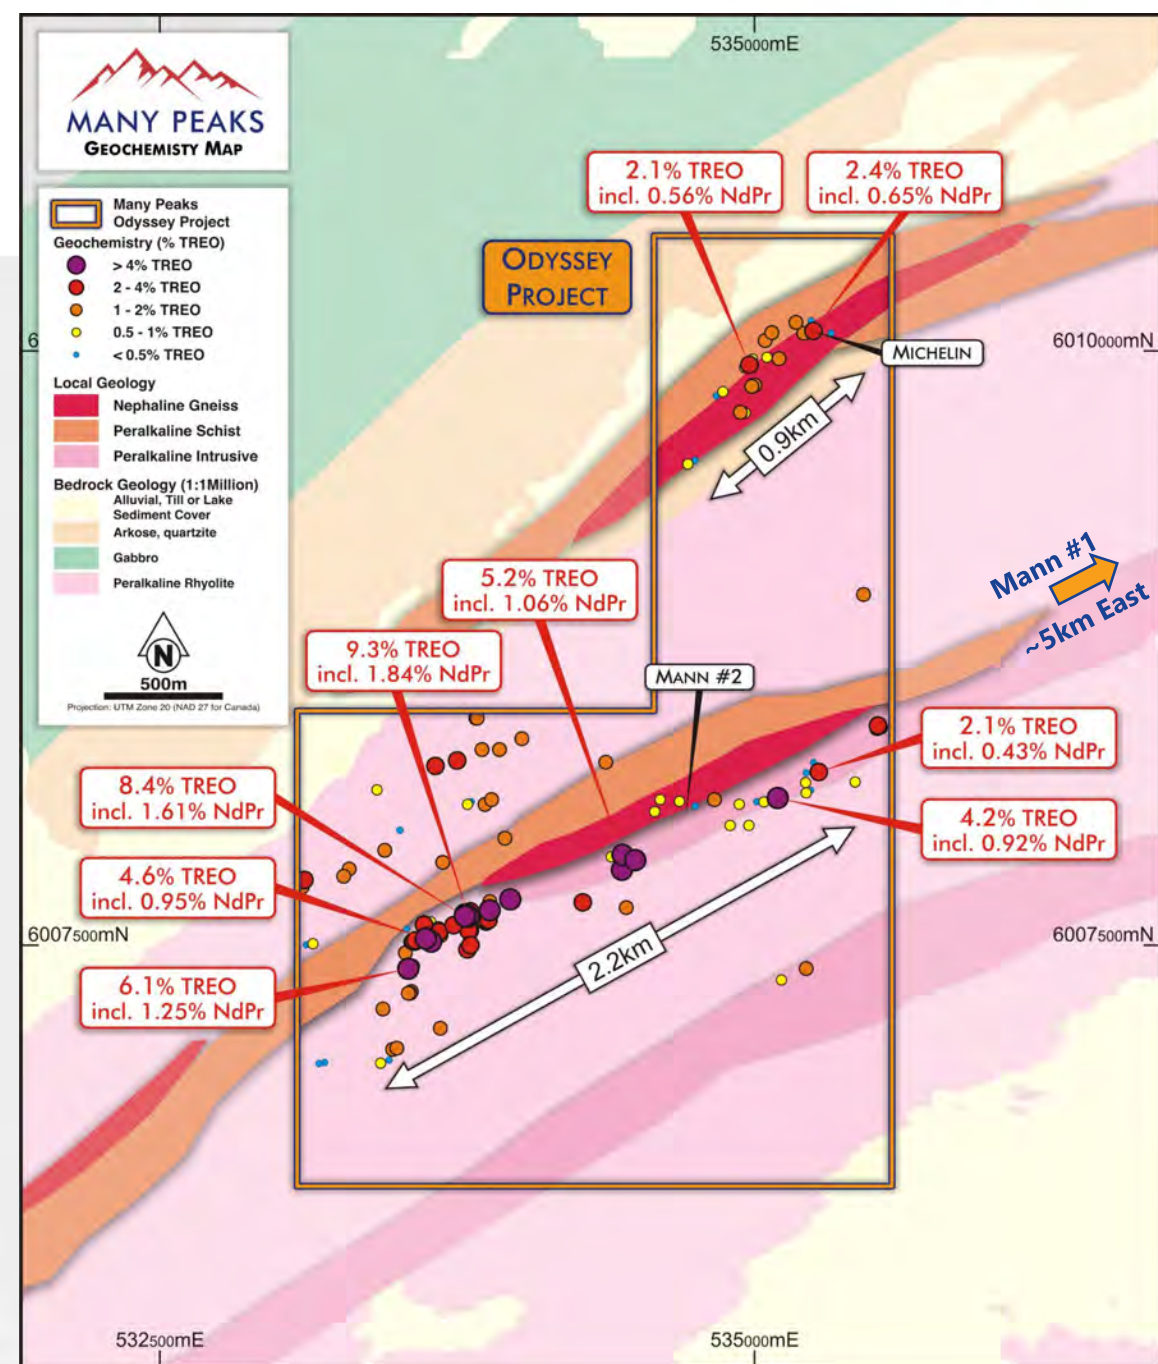 535000mE
MANY PEAKS
GEOCHEMISTY MAP
Many Peaks
Odyssey Project
Geochemistry (% TREO)
> 4% TREO
2 - 4% TREO
1 - 2% TREO
0.5 - 1% TREO
< 0.5% TREO
Local Geology
Nephaline Gneiss
Peralkaline Schist
Peralkaline Intrusive
Bedrock Geology (1:1Million)
Alluvial, Till or Lake
Sediment Cover
Arkose, quartzite
Gabbro
Peralkaline Rhyolite
N
500m
Projection: UTM Zone 20 (NAD 27 for Canada)
2.1% TREO
incl. 0.56% NdPr
2.4% TREO
incl. 0.65% NdPr
ODYSSEY
PROJECT
6
6010000mN
MICHELIN
0.9km
Mann #1
~5km East
5.2% TREO
incl. 1.06% NdPr
9.3% TREO
incl. 1.84% NdPr
MANN #2
2.1% TREO
incl. 0.43% NdPr
8.4% TREO
incl. 1.61% NdPr
4.2% TREO
incl. 0.92% NdPr
4.6% TREO
incl. 0.95% NdPr
6007500mN
6007500mN
2.2km
6.1% TREO
incl. 1.25% NdPr
532500mE
535000mE